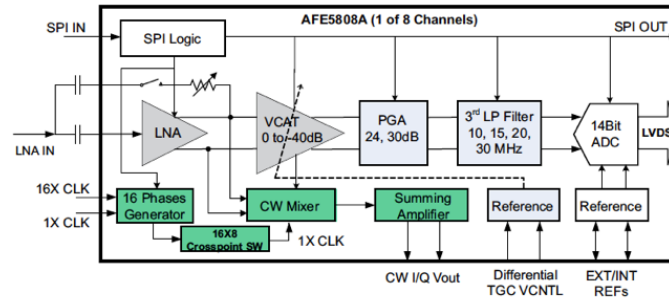 AFE5808A (1 of 8 Channels)
SPI IN
SPI Logic
SPI OUT
LNA
VCAT
0 to -40dB
PGA
24, 30dB
3rd LP Filter
10, 15, 20,
30 MHz
14Bit
ADC
LVDS
LNA IN
16X CLK
1X CLK
16 Phases
Generator
16X8
Crosspoint SW
CW Mixer
1X CLK
Summing
Amplifier
Reference
Reference
CW I/Q Vout
Differential
TGC VCNTL
EXT/INT
REFs